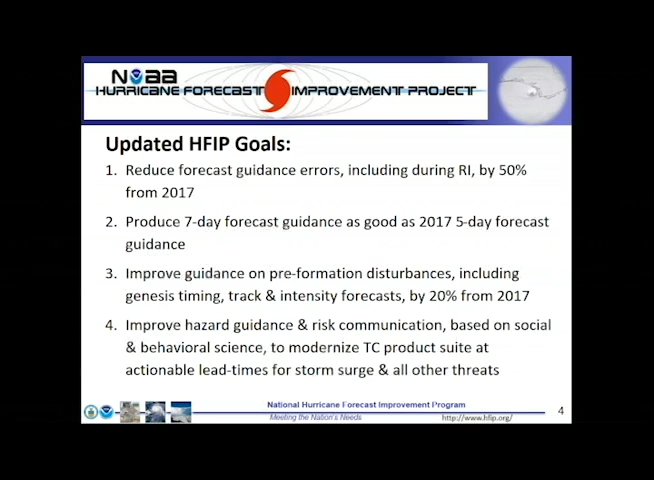 NOAA
HURRICANE FORECAST IMPROVEMENT PROJECT
Updated HFIP Goals:
1. Reduce forecast guidance errors, including during RI, by 50%
from 2017
2. Produce 7-day forecast guidance as good as 2017 5-day forecast
guidance
3. Improve guidance on pre-formation disturbances, including
genesis timing, track & intensity forecasts, by 20% from 2017
4. Improve hazard guidance & risk communication, based on social
& behavioral science, to modernize TC product suite at
actionable lead-times for storm surge & all other threats
National Hurricane Forecast Improvement Program
Meeting the Nation's Needs
http://www.hfip.org/
4